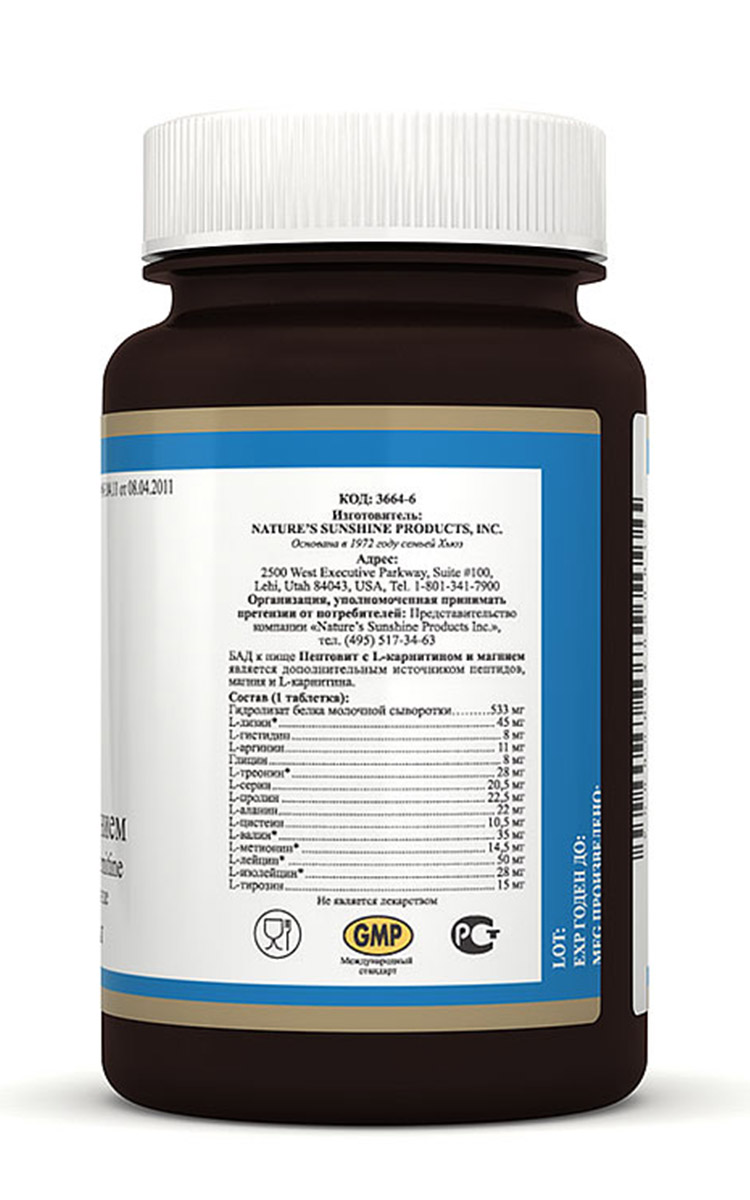 от 08.04.2011
КОД: 3664-6
Изготовитель:
NATURE'S SUNSHINE PRODUCTS, INC.
Основана в 1972 году семьей Хьюз
Адрес:
2500 West Executive Parkway, Suite #100,
Lehi, Utah 84043, USA, Tel. 1-801-341-7900
Организация, уполномоченная принимать
претензии от потребителей: Представительство
компании «Nature's Sunshine Products Inc.»,
тел. (495) 517-34-63
БАД к пище Пептовит с L-карнитином и магнием
является дополнительным источником пептидов,
магния и L-карнитина.
Состав (1 таблетка):
Гидролизат белка молочной сыворотки........533 мг
L-лизин*........45 мг
L-гистидин........8 мг
L-аргинин........11 мг
Глицин........8 мг
L-треонин*........28 мг
L-серин........20,5 мг
L-пролин........22,5 мг
L-аланин........22 мг
L-цистеин........10,5 мг
L-валин*........35 мг
L-метионин*........14,5 мг
L-лейцин*........50 мг
L-изолейцин*........28 мг
L-тирозин........15 мг
Не является лекарством
GMP
Международный
стандарт
РСТ
LOT:
EXP ГОДЕН ДО:
MFG ПРОИЗВЕДЕНО: